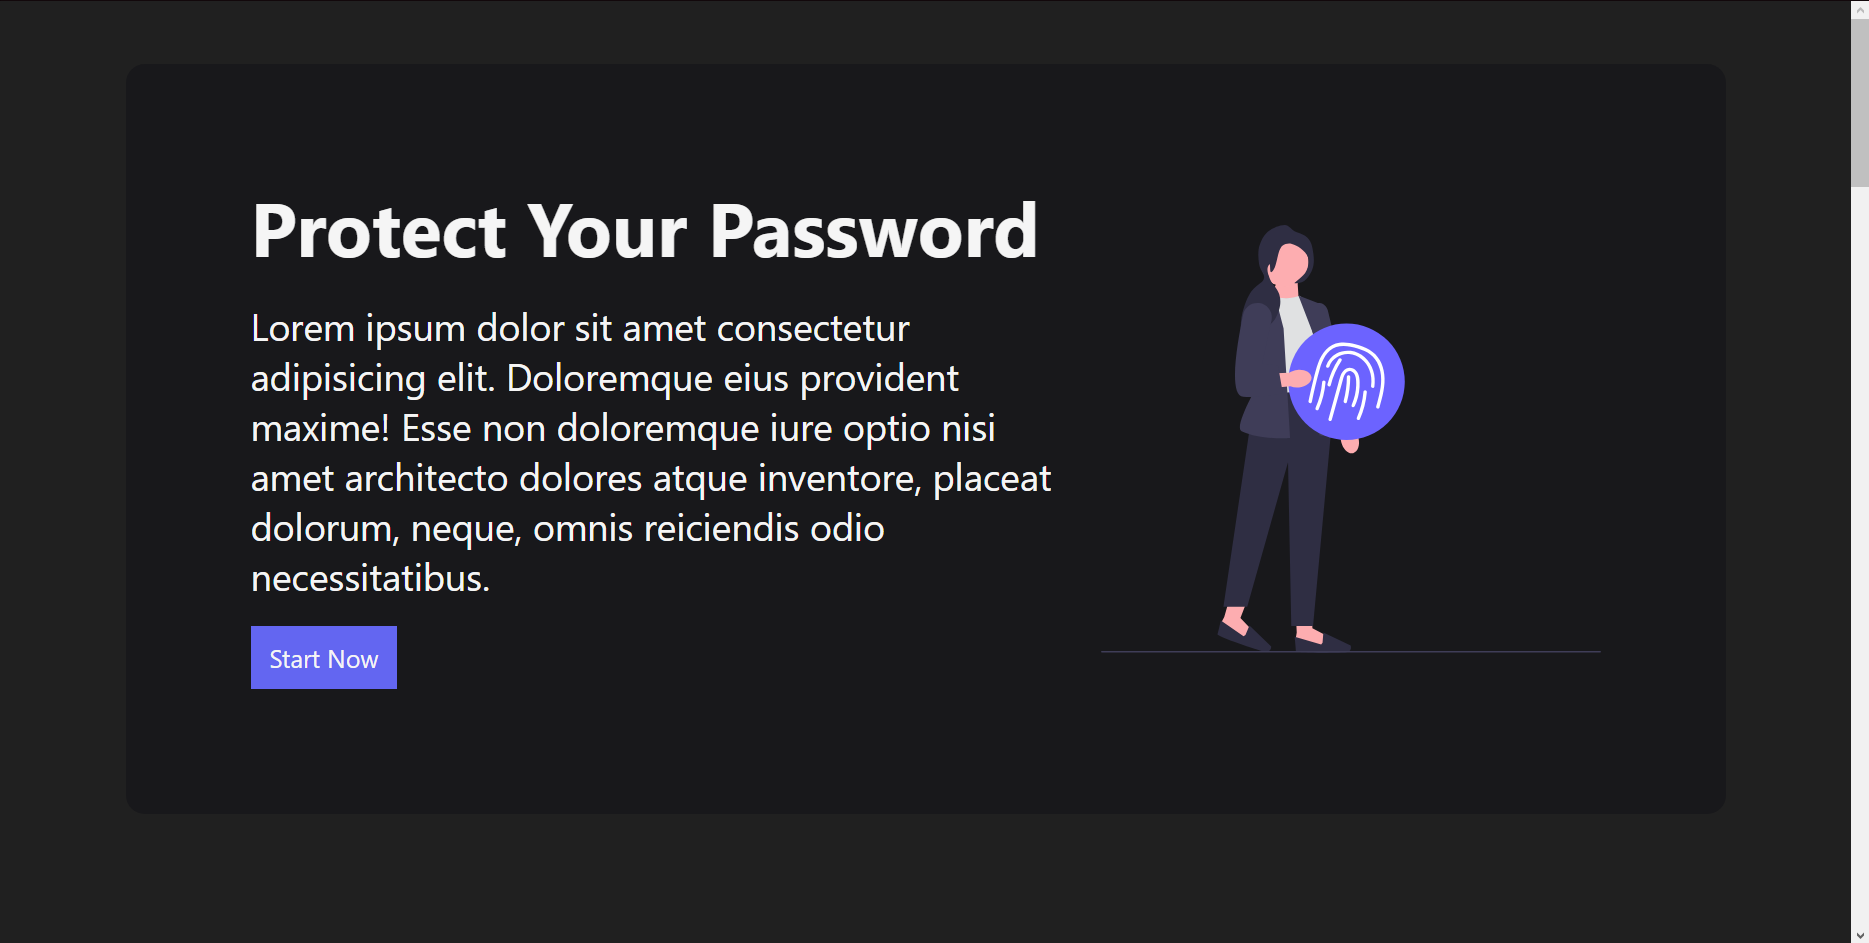 Protect Your Password
Lorem ipsum dolor sit amet consectetur
adipisicing elit. Doloremque eius provident
maxime! Esse non doloremque iure optio nisi
amet architecto dolores atque inventore, placeat
dolorum, neque, omnis reiciendis odio
necessitatibus.
Start Now